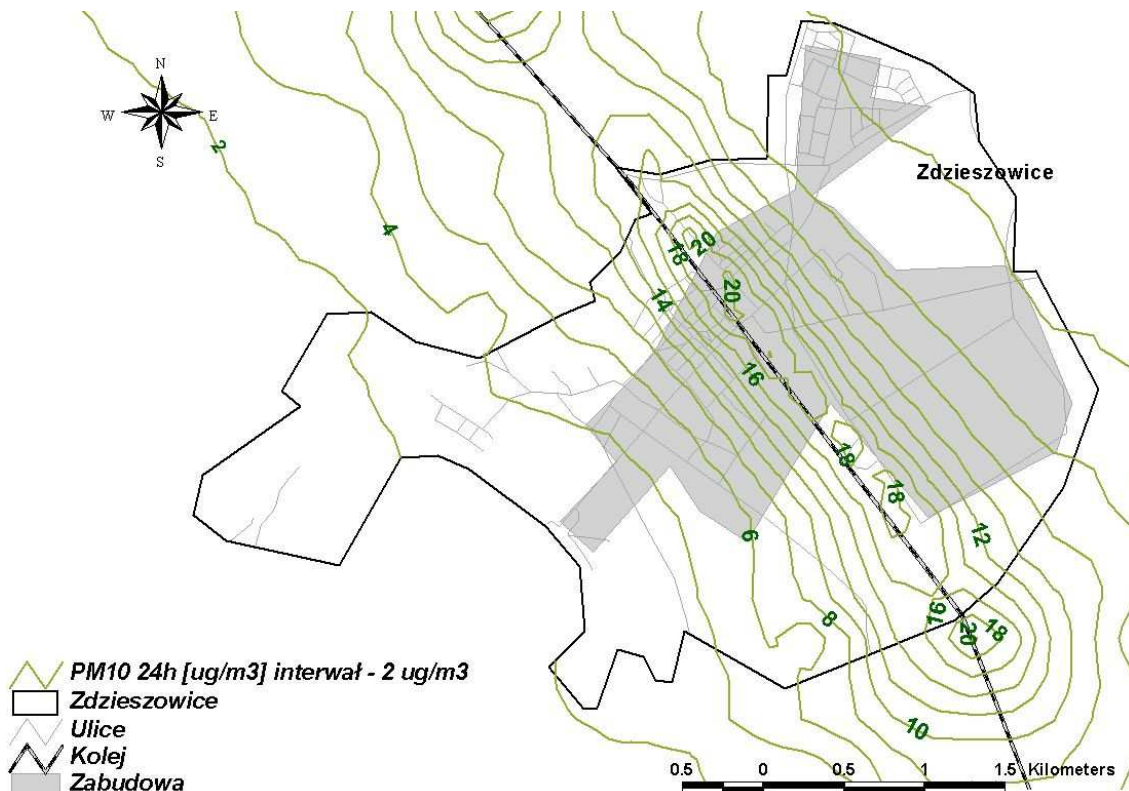 N
W E
S
2
4
Zdzieszowice
20
18
14
20
16
18
18
12
6
8
16
18
20
10
PM10 24h [ug/m3] interwał - 2 ug/m3
Zdzieszowice
Ulice
Kolej
Zabudowa
0.5 0 0.5 1 1.5 Kilometers